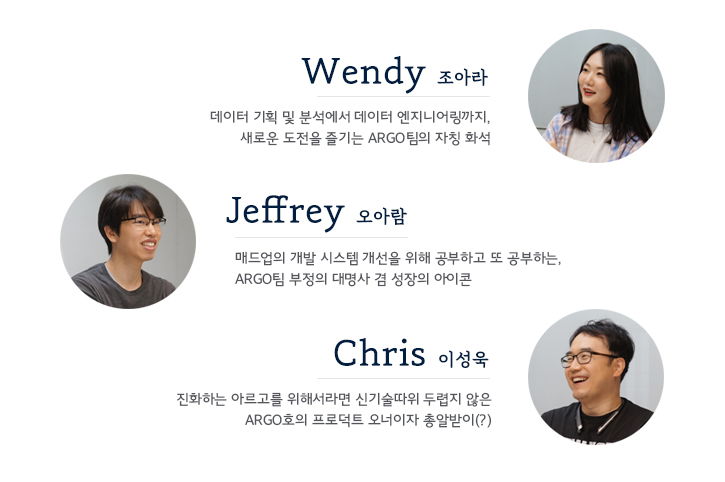 Wendy 조아라
데이터 기획 및 분석에서 데이터 엔지니어링까지,
새로운 도전을 즐기는 ARGO팀의 자칭 화석
Jeffrey 오아람
매드업의 개발 시스템 개선을 위해 공부하고 또 공부하는,
ARGO팀 부정의 대명사 겸 성장의 아이콘
Chris 이성욱
진화하는 아르고를 위해서라면 신기술따위 두렵지 않은
ARGO호의 프로덕트 오너이자 총알받이(?)